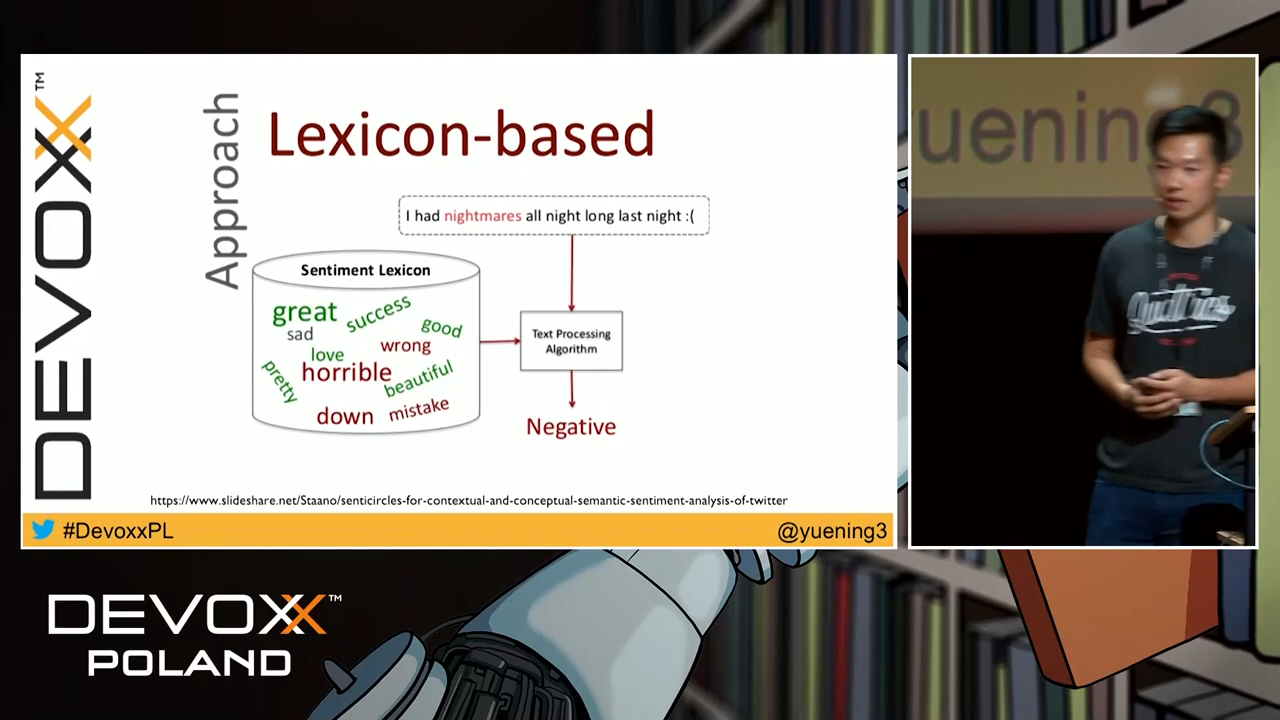 DEVOXX™
Approach
Lexicon-based
I had nightmares all night long last night :(
Sentiment Lexicon
great
success
good
sad
love
wrong
pretty
horrible
beautiful
down
mistake
Text Processing
Algorithm
Negative
https://www.slideshare.net/Staano/senticircles-for-contextual-and-conceptual-semantic-sentiment-analysis-of-twitter
#DevoxxPL
@yuening3
yuening3
DEVOXX™
POLAND